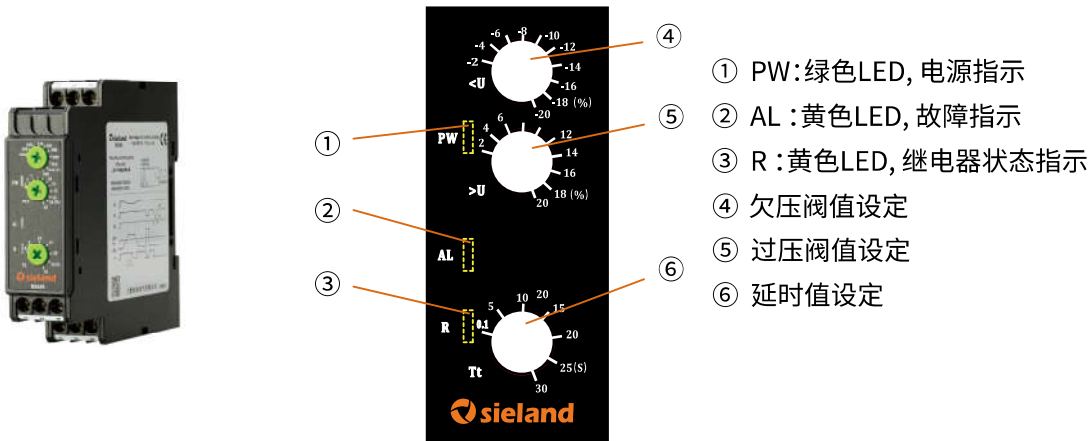 -2
-4
-6
-8
-10
-12
-14
-16
-18 (%)
-20
<U
④
① PW:绿色LED, 电源指示
② AL :黄色LED, 故障指示
③ R :黄色LED, 继电器状态指示
④ 欠压阀值设定
⑤ 过压阀值设定
⑥ 延时值设定
①
PW
2
4
6
12
14
16
18 (%)
20
>U
⑤
②
AL
③
R
0.1
5
10
20
15
20
25(S)
30
Tt
⑥
sieland
sieland
sieland